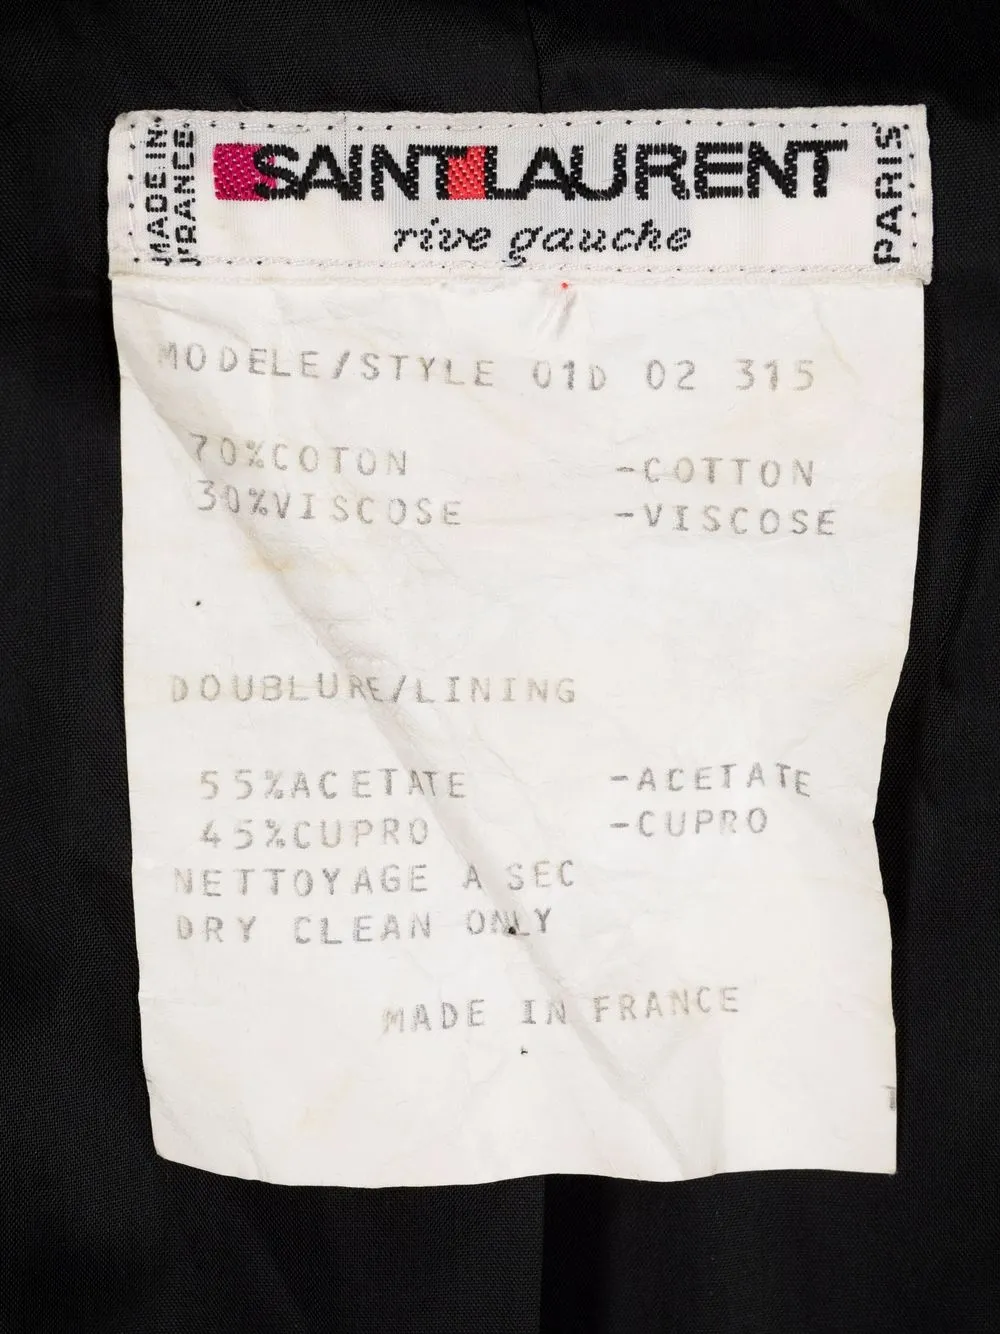 MADE IN
FRANCE
SAINT LAURENT
rive gauche
PARIS
MODELE/STYLE 01D 02 315
70%COTON -COTTON
30%VISCOSE -VISCOSE
DOUBLURE/LINING
55%ACETATE -ACETATE
45%CUPRO -CUPRO
NETTOYAGE A SEC
DRY CLEAN ONLY
MADE IN FRANCE